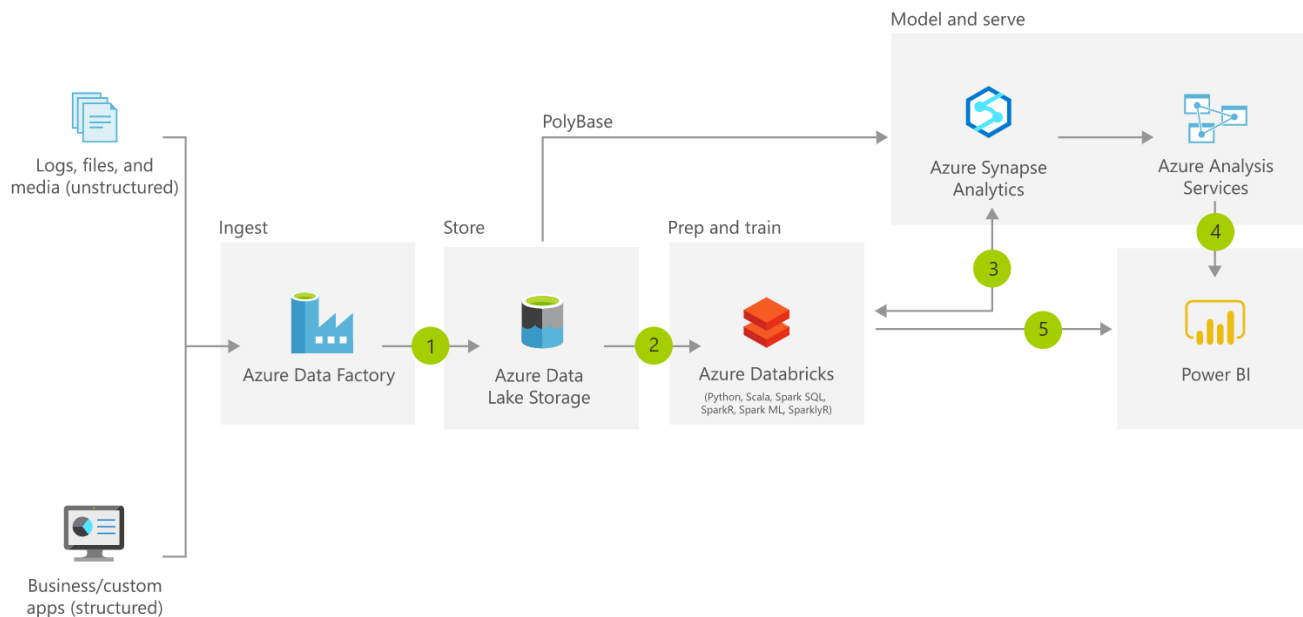 Model and serve
PolyBase
Logs, files, and
media (unstructured)
Azure Synapse
Analytics
Azure Analysis
Services
Ingest
Store
Prep and train
4
3
5
1
2
Azure Data Factory
Azure Data
Lake Storage
Azure Databricks
(Python, Scala, Spark SQL,
SparkR, Spark ML, SparklyR)
Power BI
Business/custom
apps (structured)